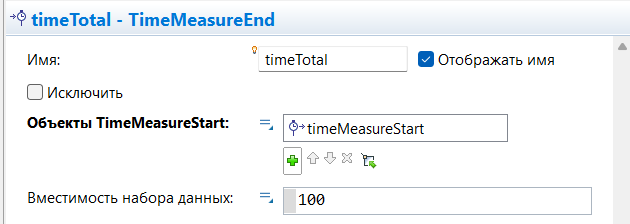 timeTotal - TimeMeasureEnd
Имя: timeTotal Отображать имя
Исключить
Объекты TimeMeasureStart: timeMeasureStart
Вместимость набора данных: 100